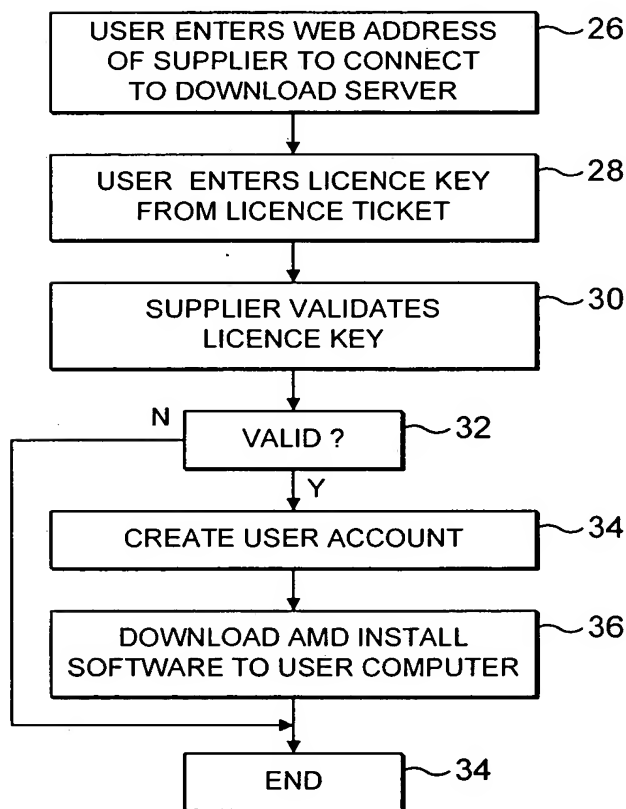 USER ENTERS WEB ADDRESS
OF SUPPLIER TO CONNECT
TO DOWNLOAD SERVER
26
USER ENTERS LICENCE KEY
FROM LICENCE TICKET
28
SUPPLIER VALIDATES
LICENCE KEY
30
N
VALID ?
32
Y
CREATE USER ACCOUNT
34
DOWNLOAD AMD INSTALL
SOFTWARE TO USER COMPUTER
36
END
34